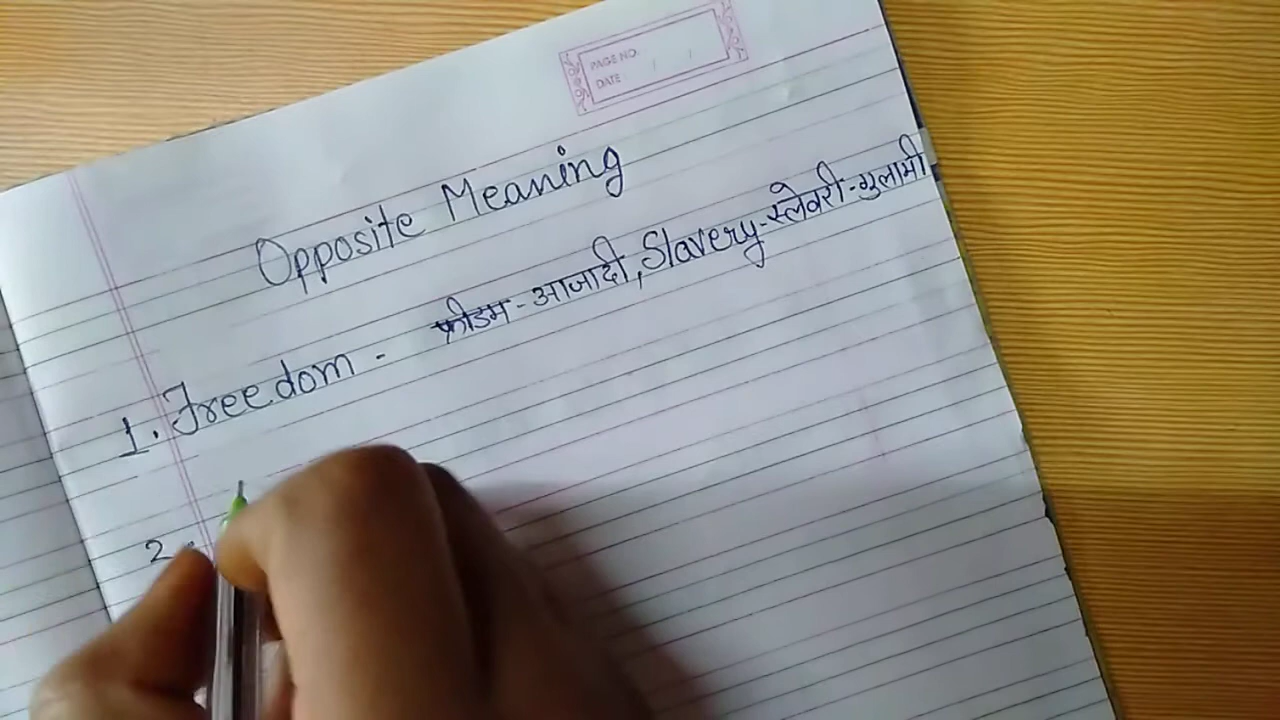 PAGE NO.
DATE / /
Opposite Meaning
1. Freedom - फ्रीडम - आजादी, Slavery - स्लेवरी - गुलामी
2.